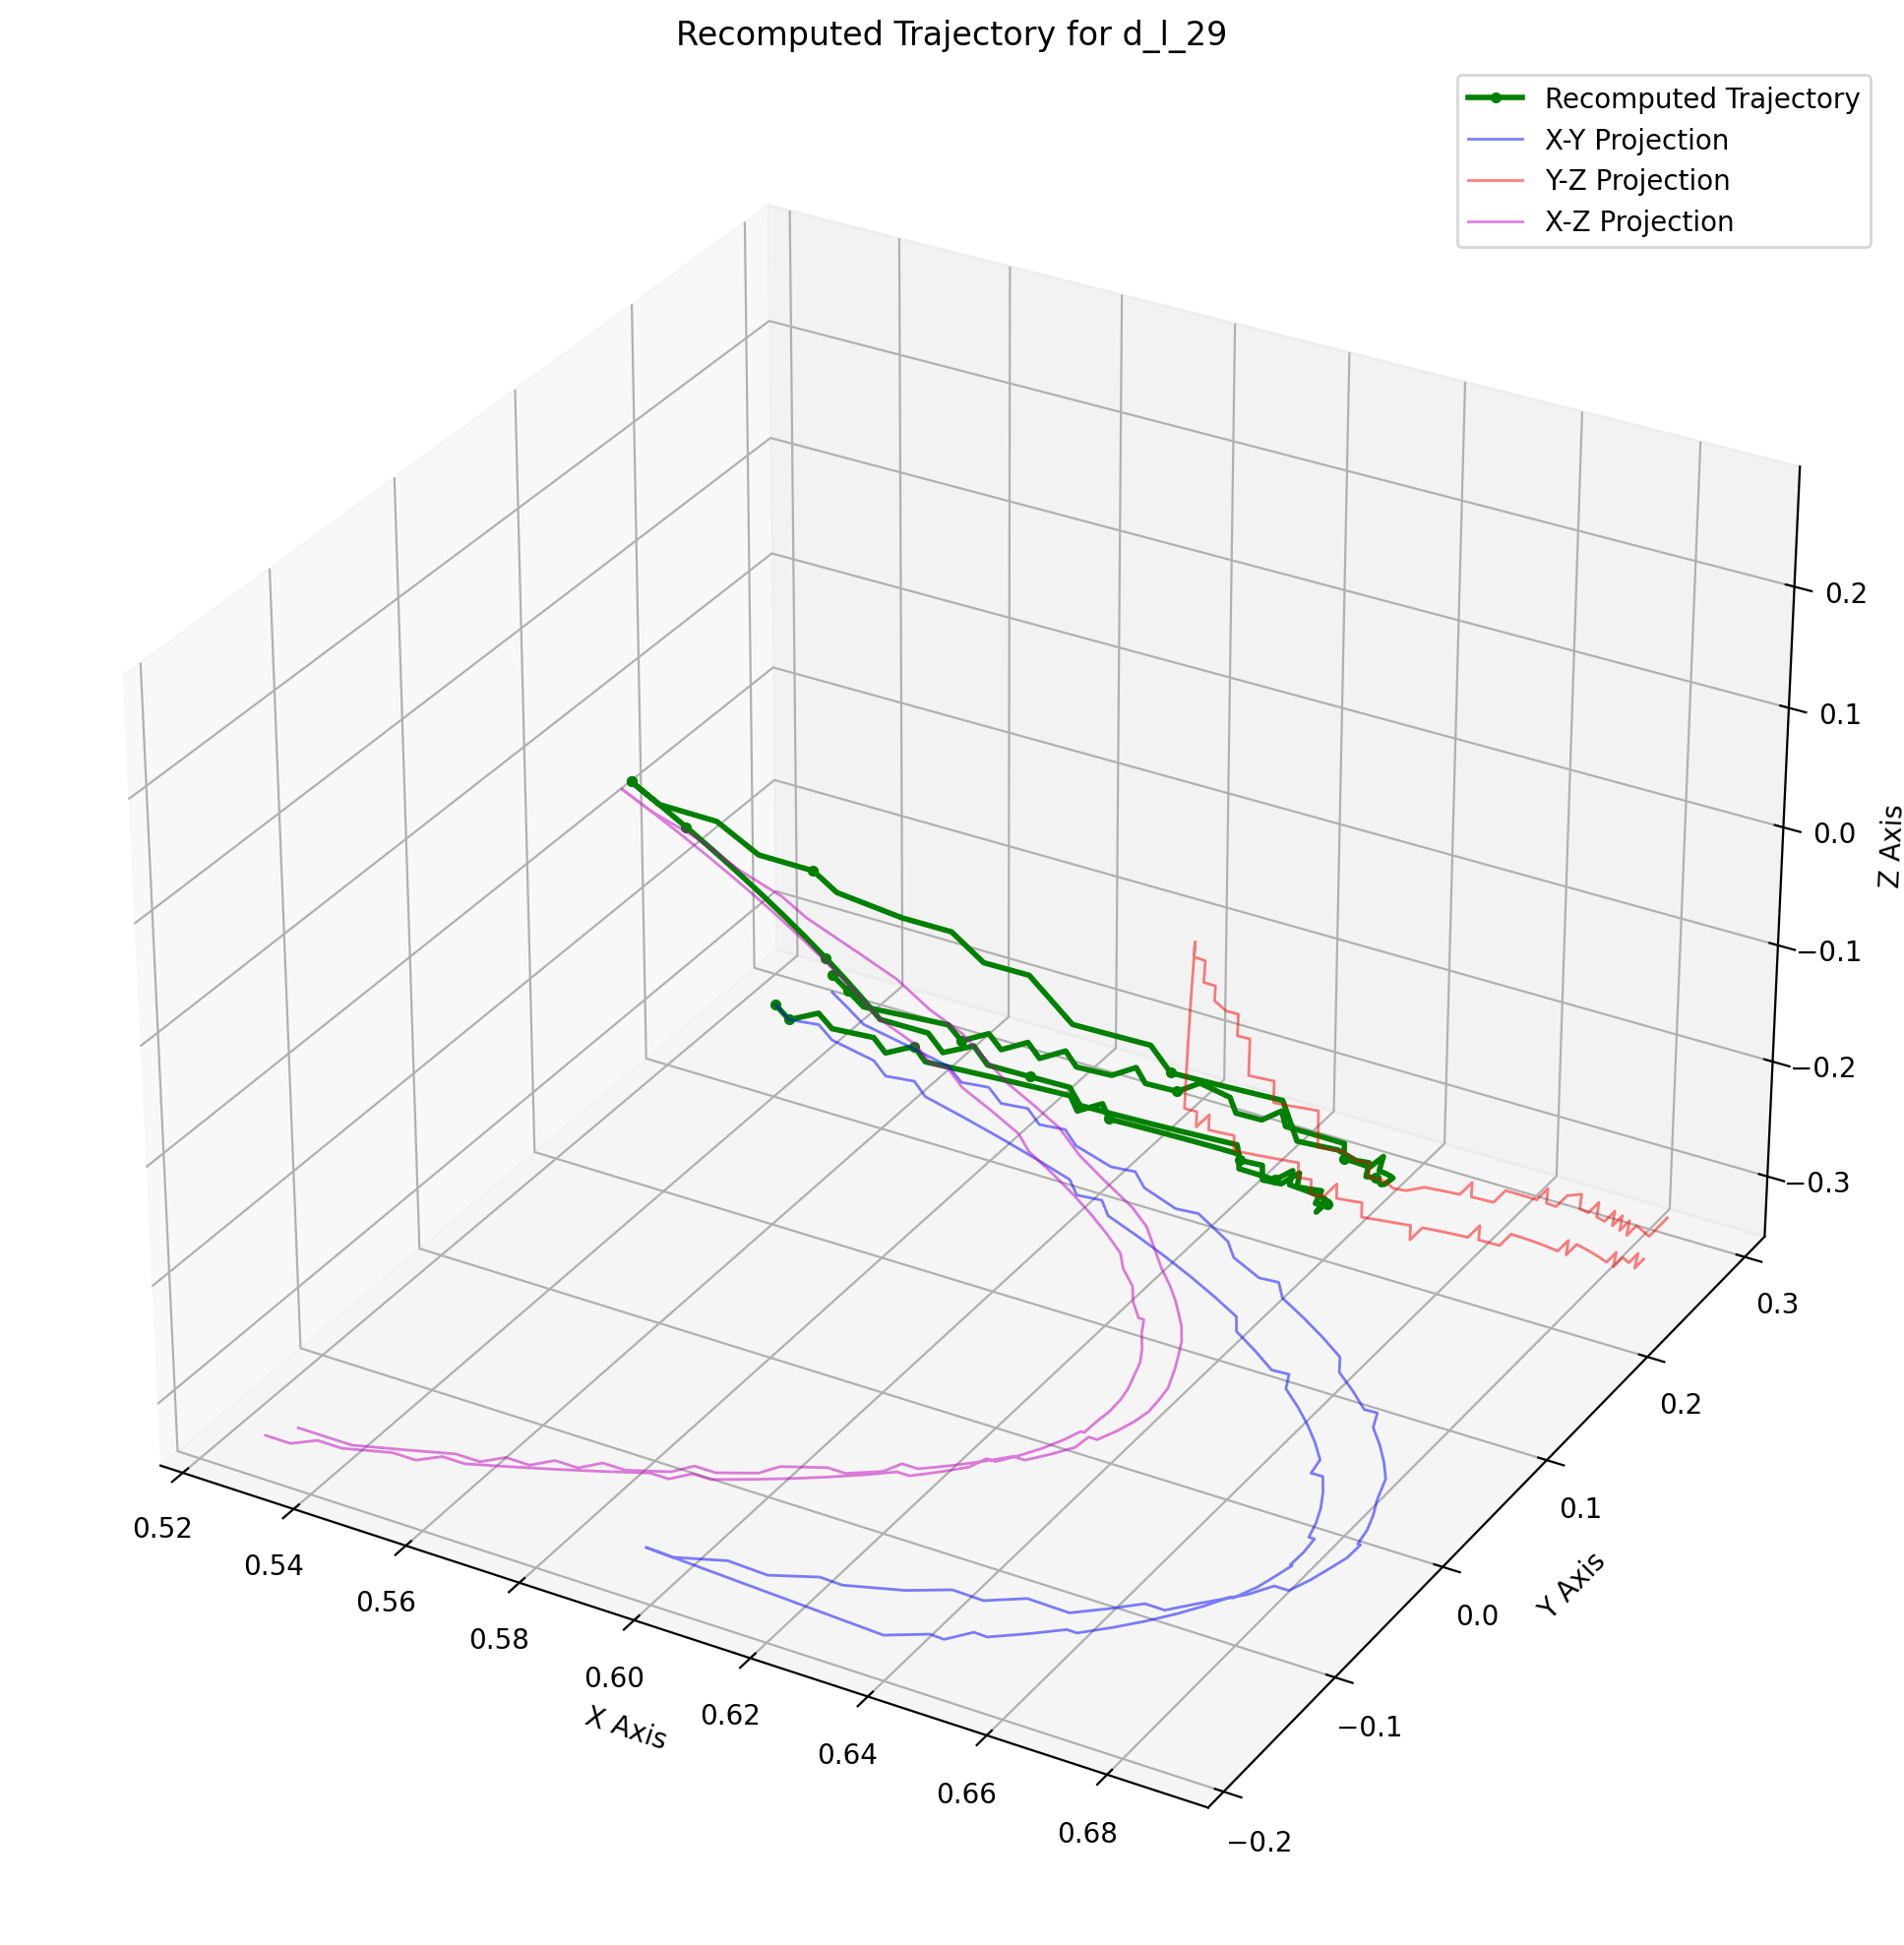 Recomputed Trajectory for d_l_29
Recomputed Trajectory
X-Y Projection
Y-Z Projection
X-Z Projection
0.2
0.1
0.0
−0.1
−0.2
−0.3
Z Axis
0.3
0.2
0.1
0.0
−0.1
−0.2
Y Axis
0.52
0.54
0.56
0.58
0.60
0.62
0.64
0.66
0.68
X Axis